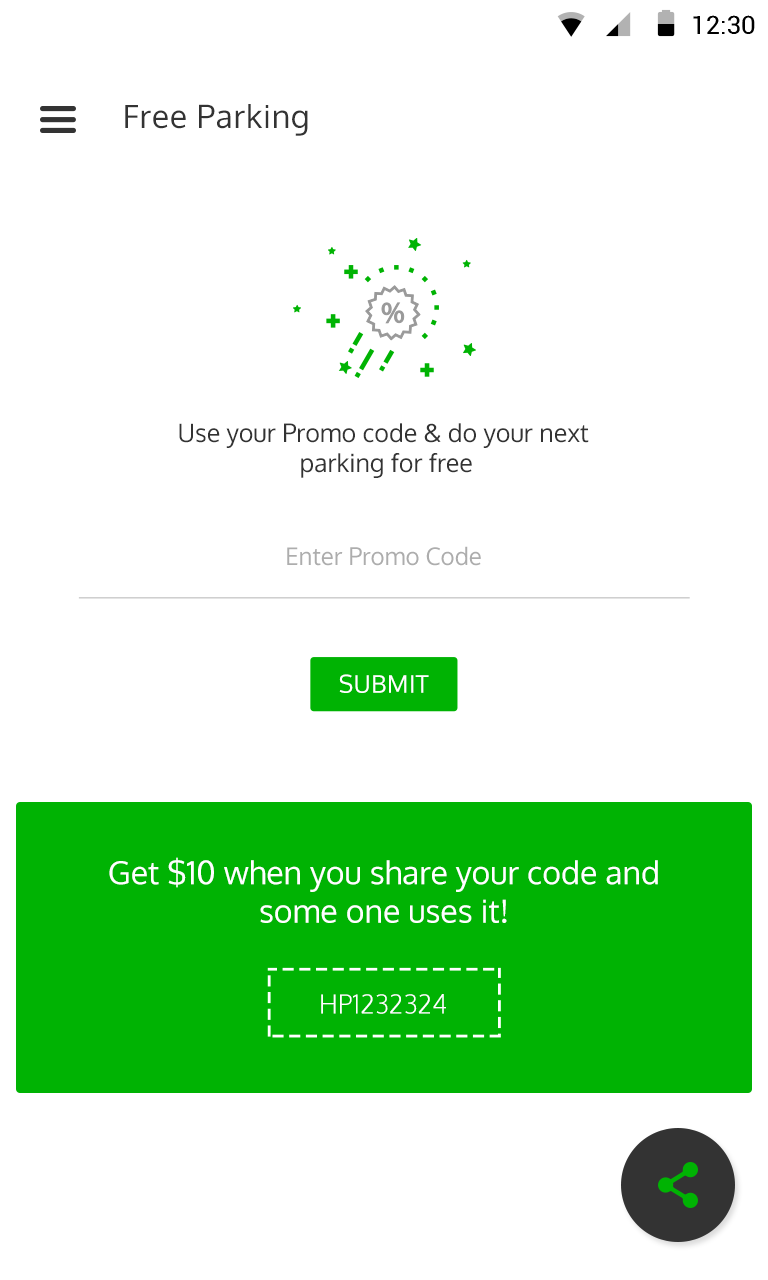 12:30
Free Parking
%
Use your Promo code & do your next
parking for free
Enter Promo Code
SUBMIT
Get $10 when you share your code and
some one uses it!
HP1232324